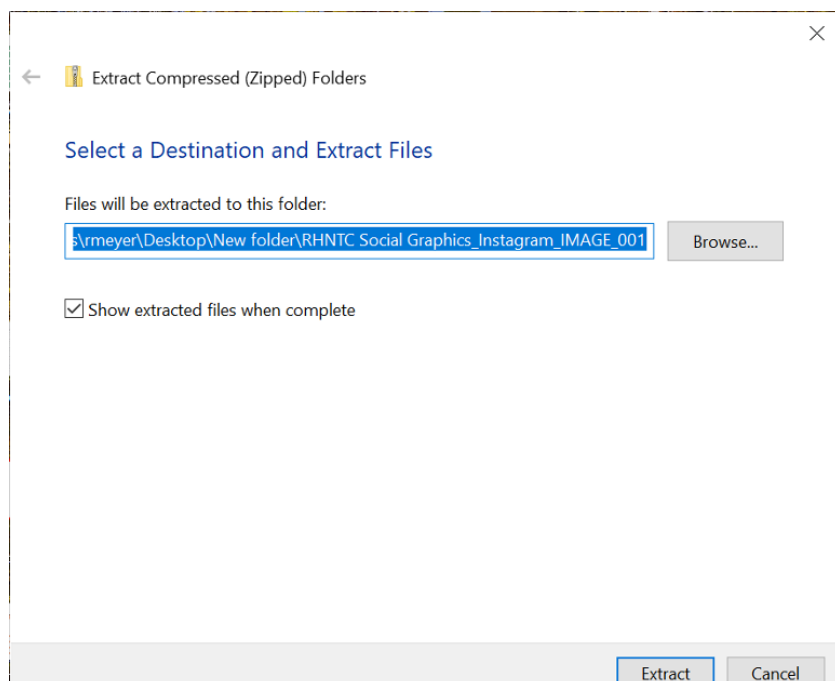 Extract Compressed (Zipped) Folders
Select a Destination and Extract Files
Files will be extracted to this folder:
s\rmeyer\Desktop\New folder\RHNTC Social Graphics_Instagram_IMAGE_001
Browse...
Show extracted files when complete
Extract
Cancel